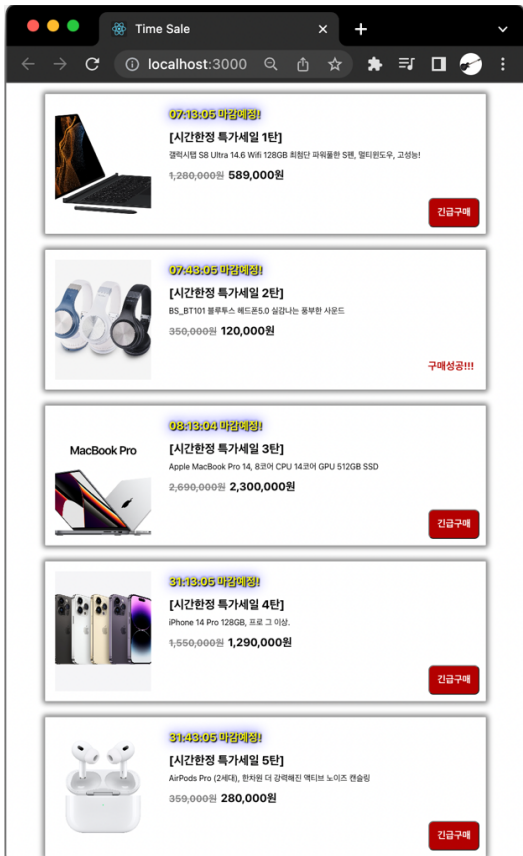 Time Sale
localhost:3000
07:13:05 마감예정!
[시간한정 특가세일 1탄]
갤럭시탭 S8 Ultra 14.6 Wifi 128GB 최첨단 파워풀한 S펜, 멀티윈도우, 고성능!
1,280,000원 589,000원
긴급구매
07:43:05 마감예정!
[시간한정 특가세일 2탄]
BS_BT101 블루투스 헤드폰5.0 실감나는 풍부한 사운드
350,000원 120,000원
구매성공!!!
08:13:04 마감예정!
[시간한정 특가세일 3탄]
MacBook Pro
Apple MacBook Pro 14, 8코어 CPU 14코어 GPU 512GB SSD
2,690,000원 2,300,000원
긴급구매
31:13:05 마감예정!
[시간한정 특가세일 4탄]
iPhone 14 Pro 128GB, 프로 그 이상.
1,550,000원 1,290,000원
긴급구매
31:43:05 마감예정!
[시간한정 특가세일 5탄]
AirPods Pro (2세대), 한차원 더 강력해진 액티브 노이즈 캔슬링
359,000원 280,000원
긴급구매